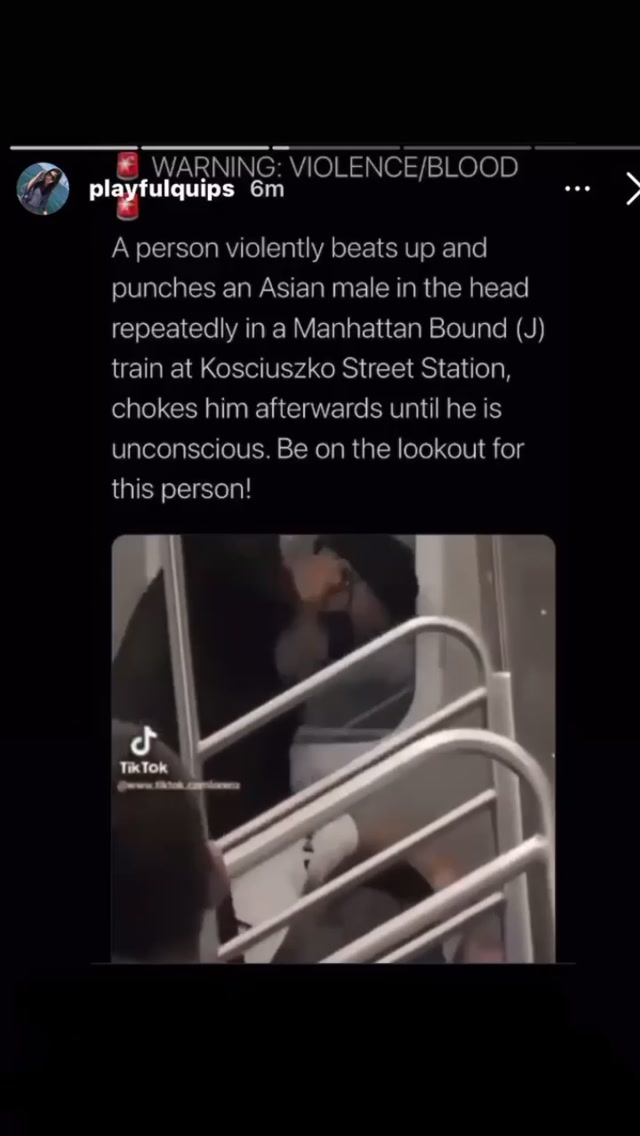 🚨 WARNING: VIOLENCE/BLOOD
playfulquips 6m
🚨
A person violently beats up and
punches an Asian male in the head
repeatedly in a Manhattan Bound (J)
train at Kosciuszko Street Station,
chokes him afterwards until he is
unconscious. Be on the lookout for
this person!
TikTok